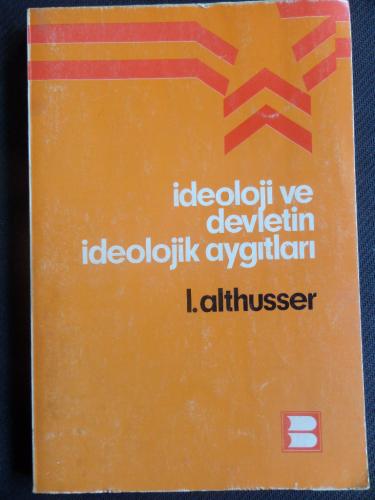 ideoloji ve
devletin
ideolojik aygıtları
l.althusser